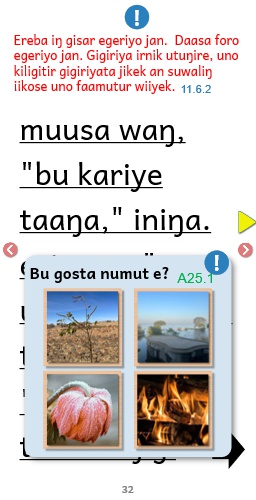 !
Ereba iŋ gisar egeriyo jan. Daasa foro
egeriyo jan. Gigiriya irnik utuŋire, uno
kiligitir gigiriyata jikek an suwaliŋ
iikose uno faamutur wiiyek. 11.6.2
muusa waŋ,
"bu kariye
taaŋa," iniŋa.
!
Bu gosta numut e? A25.1
32